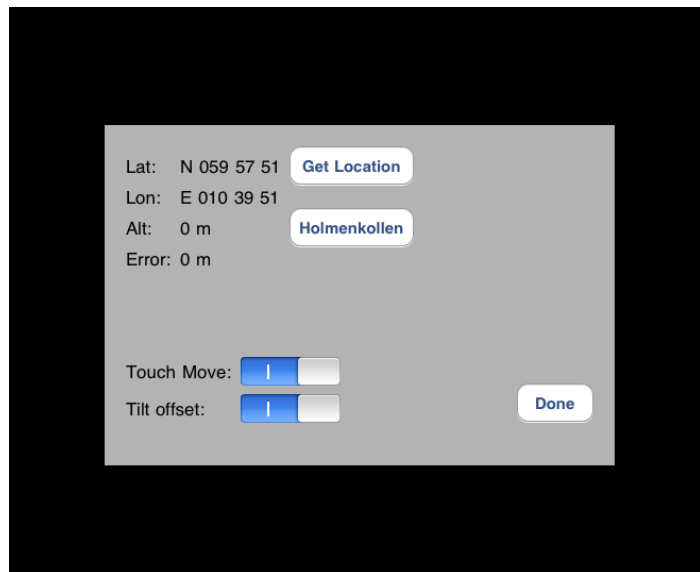 Lat: N 059 57 51 Get Location
Lon: E 010 39 51
Alt: 0 m Holmenkollen
Error: 0 m
Touch Move:
Tilt offset:
Done